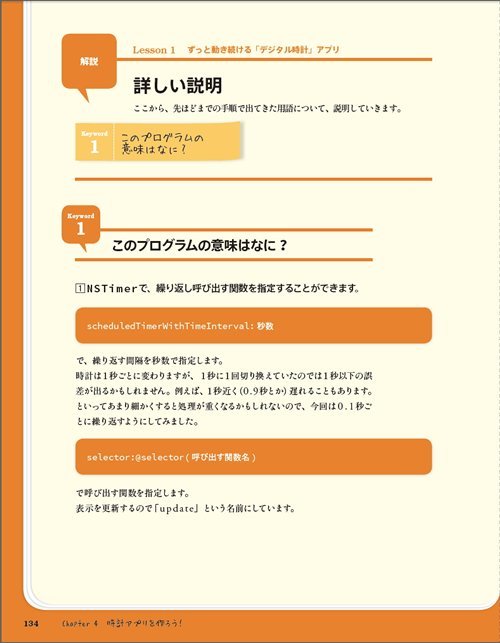 解説
Lesson 1　ずっと動き続ける「デジタル時計」アプリ
詳しい説明
ここから、先ほどまでの手順で出てきた用語について、説明していきます。
Keyword
1
このプログラムの
意味はなに？
Keyword
1
このプログラムの意味はなに？
1 NSTimerで、繰り返し呼び出す関数を指定することができます。
scheduledTimerWithTimeInterval: 秒数
で、繰り返す間隔を秒数で指定します。
時計は1秒ごとに変わりますが、1秒に1回切り換えていたのでは1秒以下の誤
差が出るかもしれません。例えば、1秒近く(0.9秒とか) 遅れることもあります。
といってあまり細かくすると処理が重くなるかもしれないので、今回は0.1秒ご
とに繰り返すようにしてみました。
selector:@selector ( 呼び出す関数名 )
で呼び出す関数を指定します。
表示を更新するので「update」という名前にしています。
134　Chapter 4　時計アプリを作ろう！